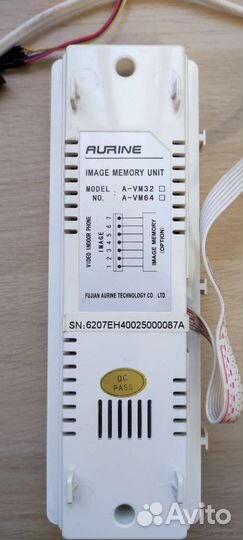 AURINE
IMAGE MEMORY UNIT
MODEL : A-VM32
NO. A-VM64
VIDEO INDOOR PHONE
IMAGE
1 2 3 4 5 6 7
IMAGE MEMORY
(OPTION)
FUJIAN AURINE TECHNOLOGY CO LTD
SN:6207EH40025000087A
QC
PASS
Avito